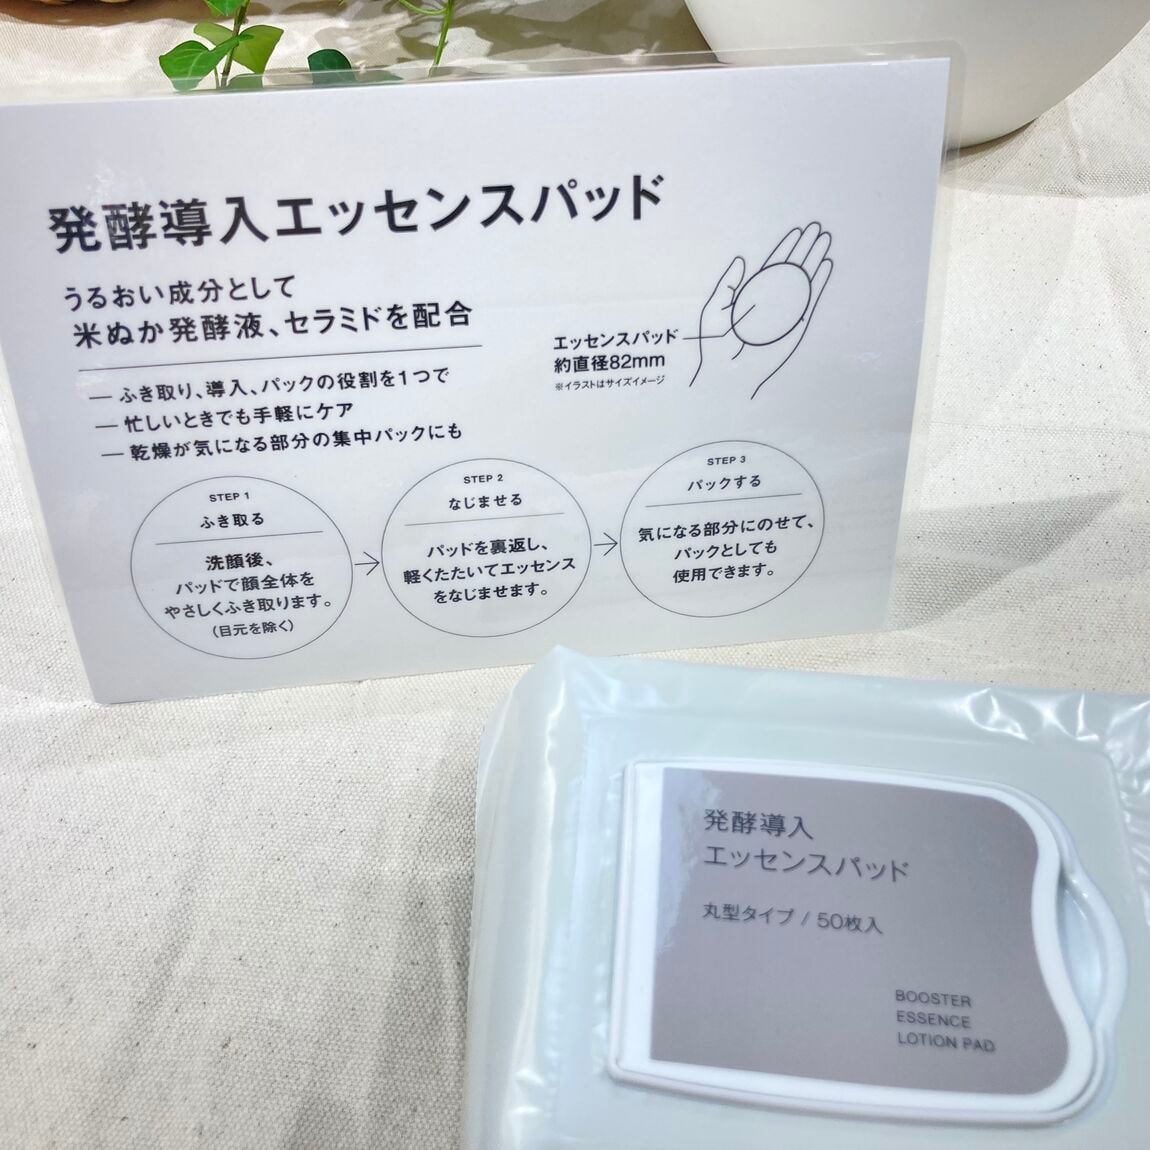 発酵導入エッセンスパッド
うるおい成分として
米ぬか発酵液、セラミドを配合
— ふき取り、導入、パックの役割を1つで
— 忙しいときでも手軽にケア
— 乾燥が気になる部分の集中パックにも
エッセンスパッド
約直径82mm
※イラストはサイズイメージ
STEP 1
ふき取る
洗顔後、
パッドで顔全体を
やさしくふき取ります。
(目元を除く)
STEP 2
なじませる
パッドを裏返し、
軽くたたいてエッセンス
をなじませます。
STEP 3
パックする
気になる部分にのせて、
パックとしても
使用できます。
発酵導入
エッセンスパッド
丸型タイプ / 50枚入
BOOSTER
ESSENCE
LOTION PAD